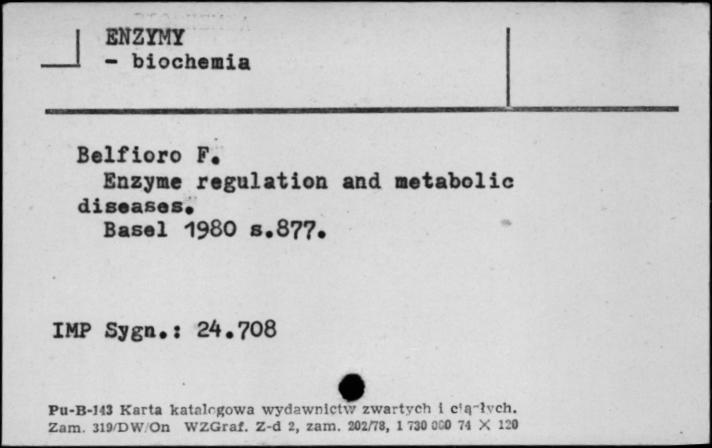 ENZYMY
- biochemia
Belfioro F.
Enzyme regulation and metabolic
diseases.
Basel 1980 s.877.
IMP Sygn.: 24.708
Pu-B-143 Karta katalogowa wydawnictw zwartych i ciągłych.
Zam. 319/DW/On WZGraf. Z-d 2, zam. 202/78, 1 730 000 74 X 120